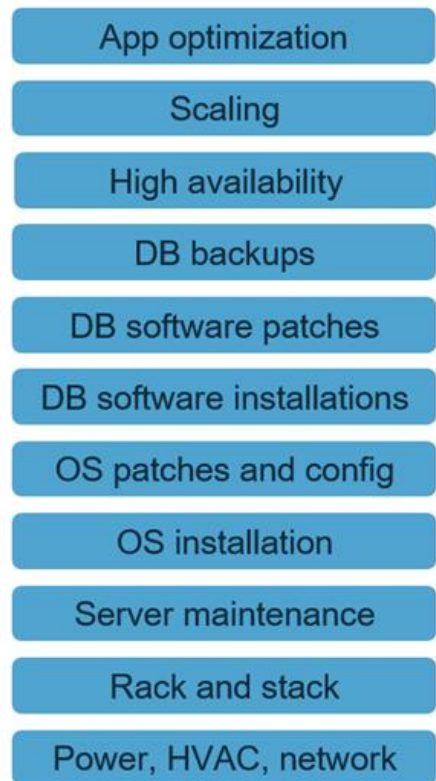 App optimization
Scaling
High availability
DB backups
DB software patches
DB software installations
OS patches and config
OS installation
Server maintenance
Rack and stack
Power, HVAC, network